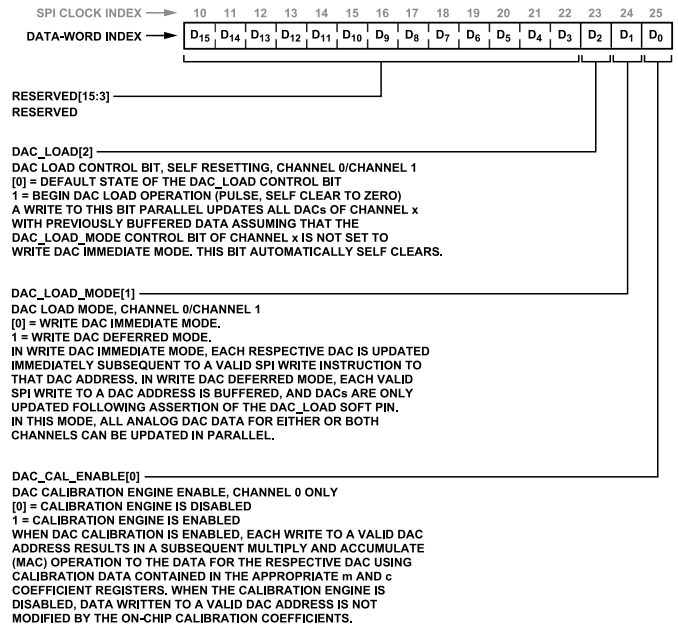 SPI CLOCK INDEX 10 11 12 13 14 15 16 17 18 19 20 21 22 23 24 25
DATA-WORD INDEX D15 D14 D13 D12 D11 D10 D9 D8 D7 D6 D5 D4 D3 D2 D1 D0
RESERVED[15:3]
RESERVED
DAC_LOAD[2]
DAC LOAD CONTROL BIT, SELF RESETTING, CHANNEL 0/CHANNEL 1
[0] = DEFAULT STATE OF THE DAC_LOAD CONTROL BIT
1 = BEGIN DAC LOAD OPERATION (PULSE, SELF CLEAR TO ZERO)
A WRITE TO THIS BIT PARALLEL UPDATES ALL DACs OF CHANNEL x
WITH PREVIOUSLY BUFFERED DATA ASSUMING THAT THE
DAC_LOAD_MODE CONTROL BIT OF CHANNEL x IS NOT SET TO
WRITE DAC IMMEDIATE MODE. THIS BIT AUTOMATICALLY SELF CLEARS.
DAC_LOAD_MODE[1]
DAC LOAD MODE, CHANNEL 0/CHANNEL 1
[0] = WRITE DAC IMMEDIATE MODE.
1 = WRITE DAC DEFERRED MODE.
IN WRITE DAC IMMEDIATE MODE, EACH RESPECTIVE DAC IS UPDATED
IMMEDIATELY SUBSEQUENT TO A VALID SPI WRITE INSTRUCTION TO
THAT DAC ADDRESS. IN WRITE DAC DEFERRED MODE, EACH VALID
SPI WRITE TO A DAC ADDRESS IS BUFFERED, AND DACs ARE ONLY
UPDATED FOLLOWING ASSERTION OF THE DAC_LOAD SOFT PIN.
IN THIS MODE, ALL ANALOG DAC DATA FOR EITHER OR BOTH
CHANNELS CAN BE UPDATED IN PARALLEL.
DAC_CAL_ENABLE[0]
DAC CALIBRATION ENGINE ENABLE, CHANNEL 0 ONLY
[0] = CALIBRATION ENGINE IS DISABLED
1 = CALIBRATION ENGINE IS ENABLED
WHEN DAC CALIBRATION IS ENABLED, EACH WRITE TO A VALID DAC
ADDRESS RESULTS IN A SUBSEQUENT MULTIPLY AND ACCUMULATE
(MAC) OPERATION TO THE DATA FOR THE RESPECTIVE DAC USING
CALIBRATION DATA CONTAINED IN THE APPROPRIATE m AND c
COEFFICIENT REGISTERS. WHEN THE CALIBRATION ENGINE IS
DISABLED, DATA WRITTEN TO A VALID DAC ADDRESS IS NOT
MODIFIED BY THE ON-CHIP CALIBRATION COEFFICIENTS.